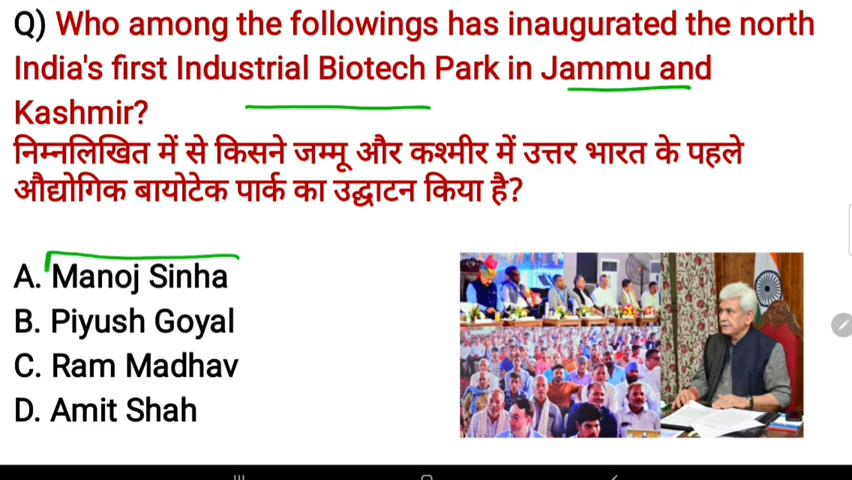 Q) Who among the followings has inaugurated the north
India's first Industrial Biotech Park in Jammu and
Kashmir?
निम्नलिखित में से किसने जम्मू और कश्मीर में उत्तर भारत के पहले
औद्योगिक बायोटेक पार्क का उद्घाटन किया है?
A. Manoj Sinha
B. Piyush Goyal
C. Ram Madhav
D. Amit Shah